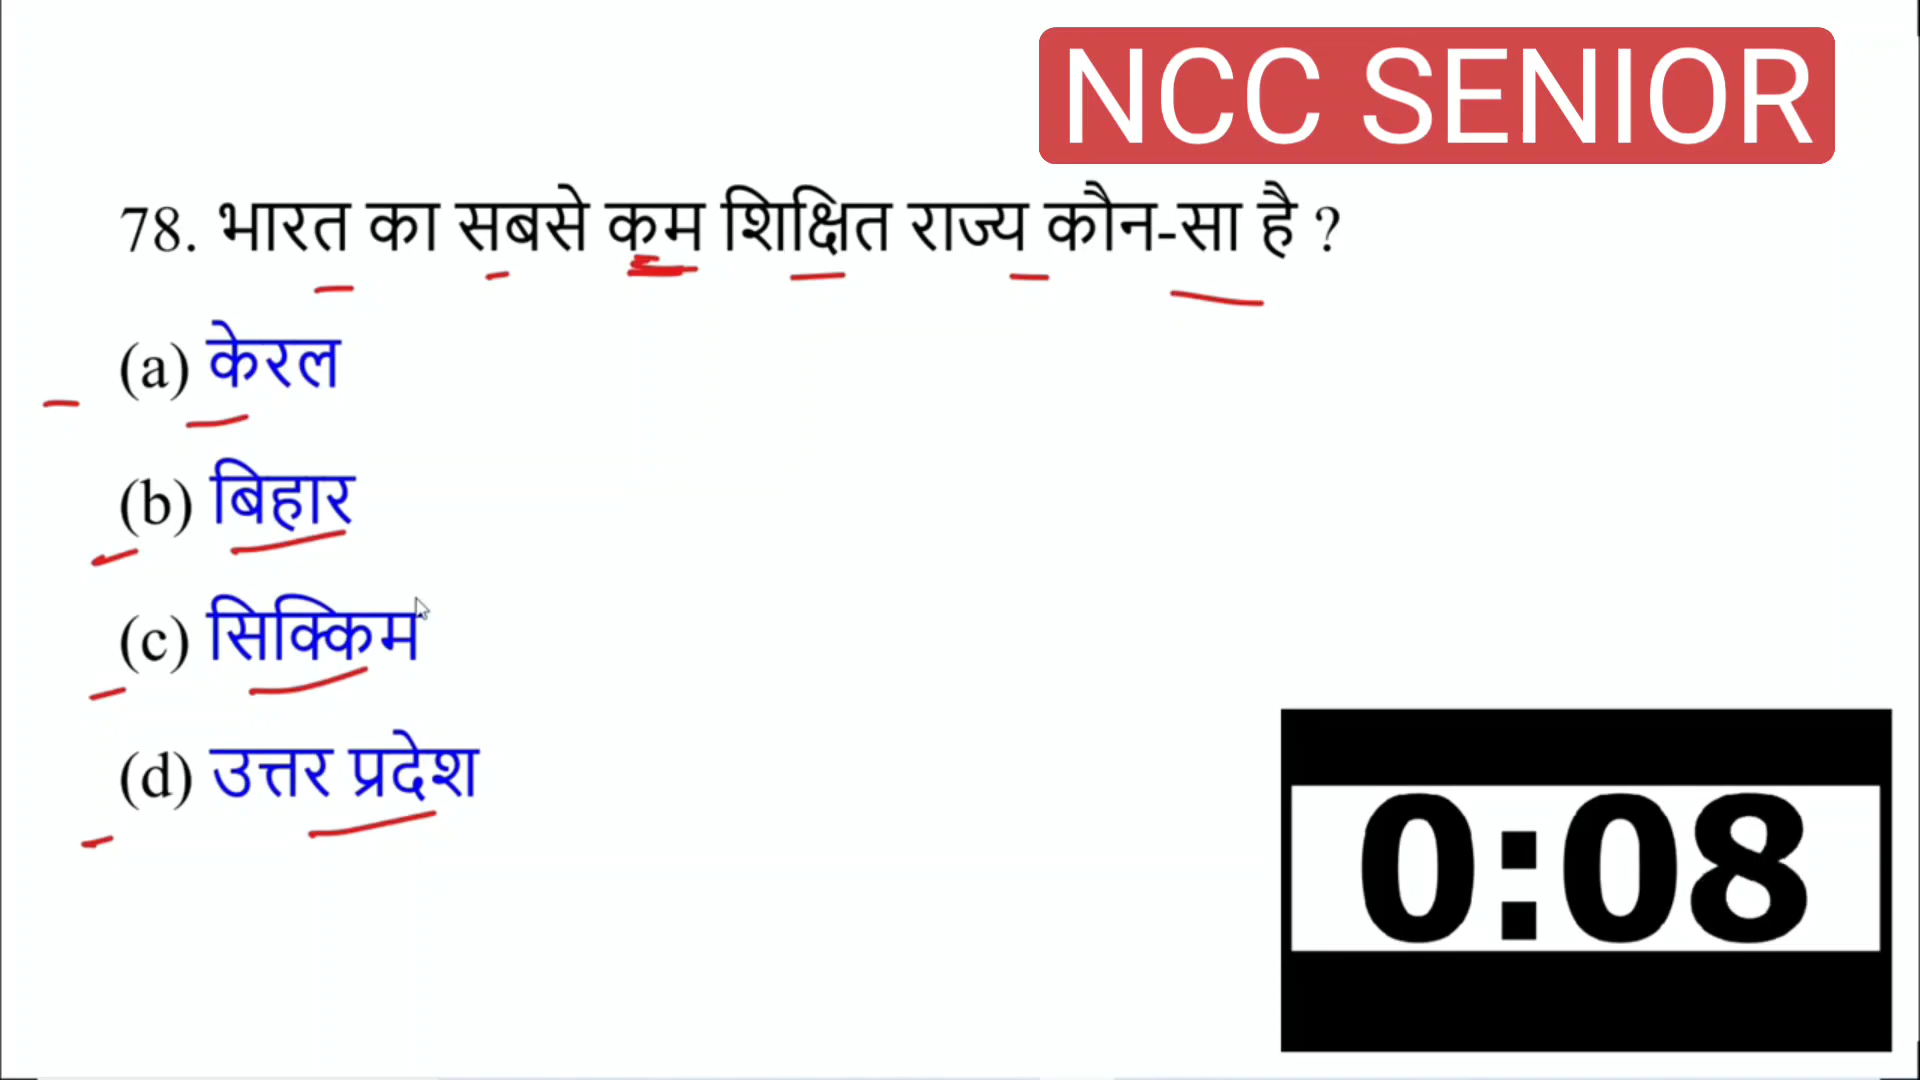 NCC SENIOR
78. भारत का सबसे कम शिक्षित राज्य कौन-सा है ?
(a) केरल
(b) बिहार
(c) सिक्किम
(d) उत्तर प्रदेश
0:08